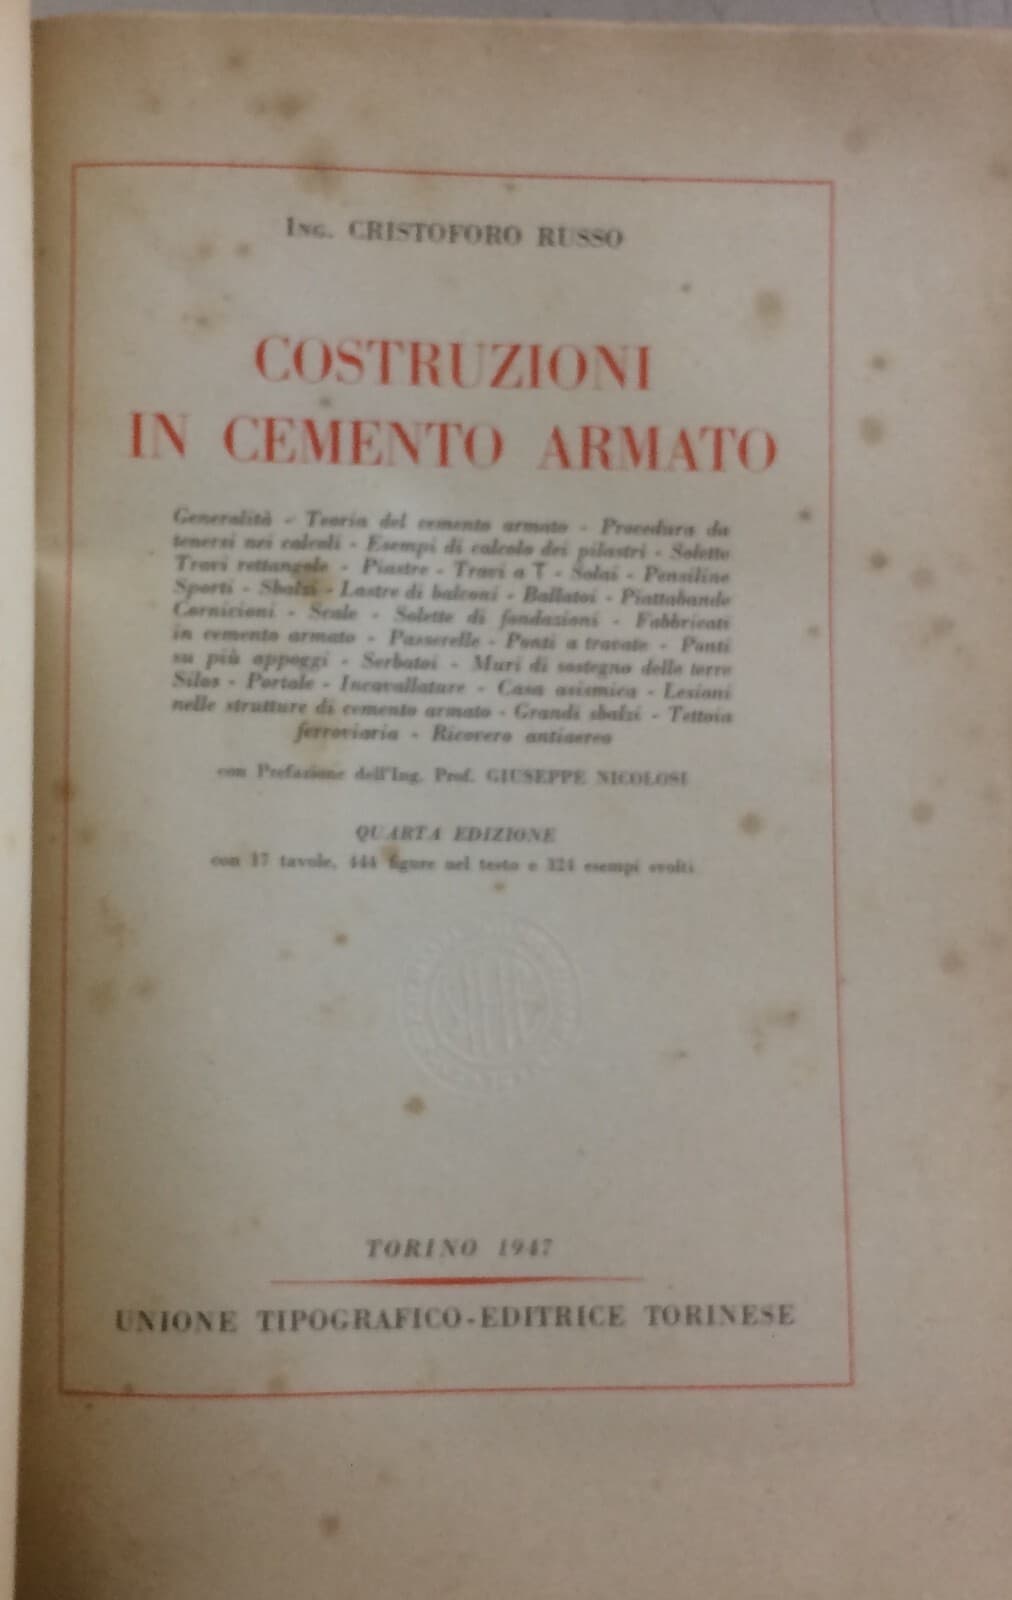 Ing. CRISTOFORO RUSSO
COSTRUZIONI
IN CEMENTO ARMATO
Generalità - Teoria del cemento armato - Procedura da
tenersi nei calcoli - Esempi di calcolo dei pilastri - Solette
Travi rettangole - Piastre - Travi a T - Solai - Pensiline
Sporti - Sbalzi - Lastre di balconi - Ballatoi - Piattabande
Cornicioni - Scale - Solette di fondazioni - Fabbricati
in cemento armato - Passerelle - Ponti a travate - Ponti
su più appoggi - Serbatoi - Muri di sostegno delle terre
Silos - Portale - Incavallature - Casa asismica - Lesioni
nelle strutture di cemento armato - Grandi sbalzi - Tettoia
ferroviaria - Ricovero antiaereo
con Prefazione dell'Ing. Prof. GIUSEPPE NICOLOSI
QUARTA EDIZIONE
con 17 tavole, 444 figure nel testo e 324 esempi svolti
TORINO 1947
UNIONE TIPOGRAFICO-EDITRICE TORINESE